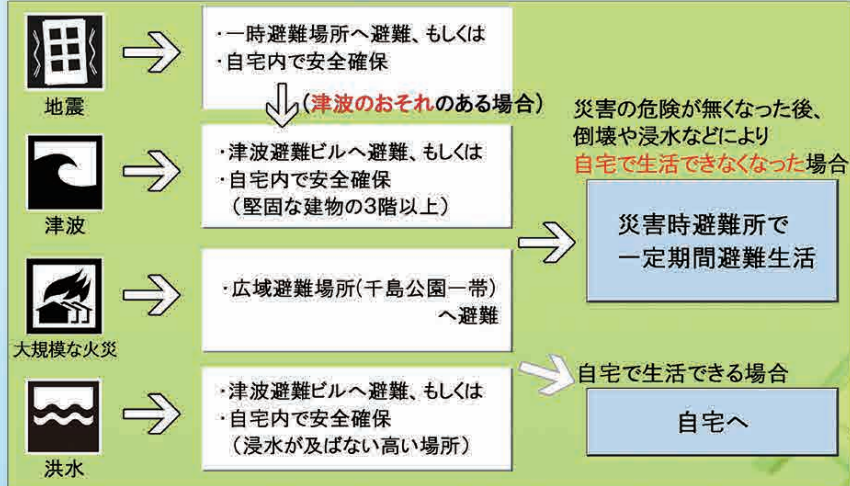 地震
・一時避難場所へ避難、もしくは
・自宅内で安全確保
(津波のおそれのある場合)
津波
・津波避難ビルへ避難、もしくは
・自宅内で安全確保
(堅固な建物の3階以上)
大規模な火災
・広域避難場所(千島公園一帯)
へ避難
洪水
・津波避難ビルへ避難、もしくは
・自宅内で安全確保
(浸水が及ばない高い場所)
災害の危険が無くなった後、
倒壊や浸水などにより
自宅で生活できなくなった場合
災害時避難所で
一定期間避難生活
自宅で生活できる場合
自宅へ